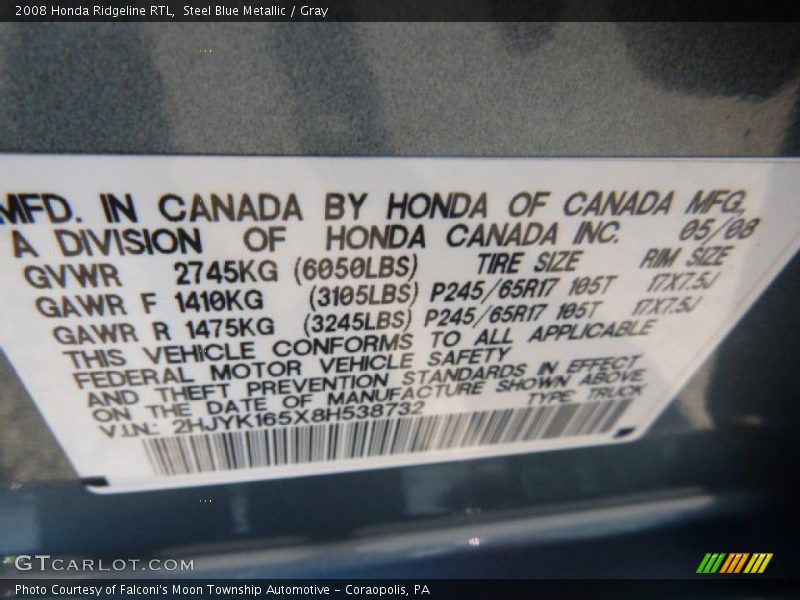 2008 Honda Ridgeline RTL, Steel Blue Metallic / Gray
MFD. IN CANADA BY HONDA OF CANADA MFG.,
A DIVISION OF HONDA CANADA INC. 05/08
GVWR 2745KG (6050LBS) TIRE SIZE RIM SIZE
GAWR F 1410KG (3105LBS) P245/65R17 105T 17X7.5J
GAWR R 1475KG (3245LBS) P245/65R17 105T 17X7.5J
THIS VEHICLE CONFORMS TO ALL APPLICABLE
FEDERAL MOTOR VEHICLE SAFETY
AND THEFT PREVENTION STANDARDS IN EFFECT
ON THE DATE OF MANUFACTURE SHOWN ABOVE
V.I.N.: 2HJYK165X8H538732 TYPE: TRUCK
GTCARLOT.COM
Photo Courtesy of Falconi's Moon Township Automotive - Coraopolis, PA